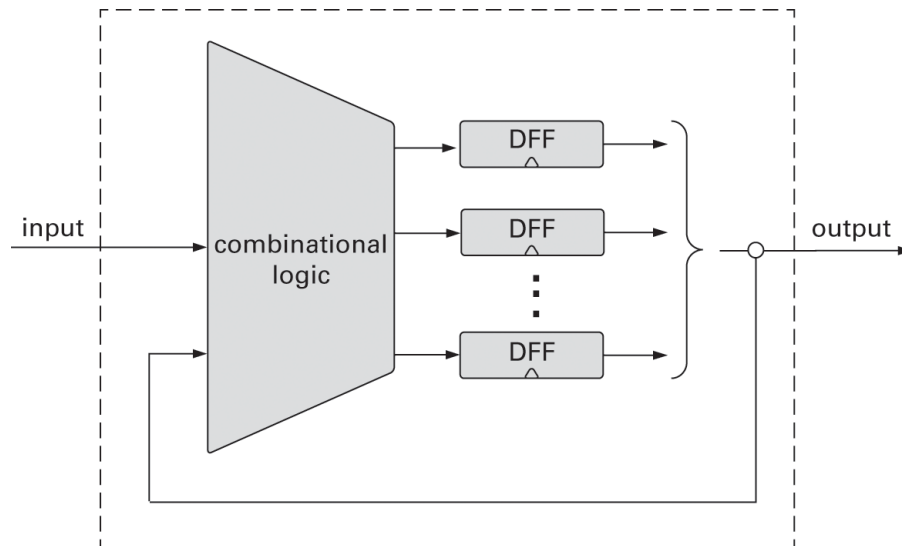 DFF
input
DFF
output
combinational
logic
DFF